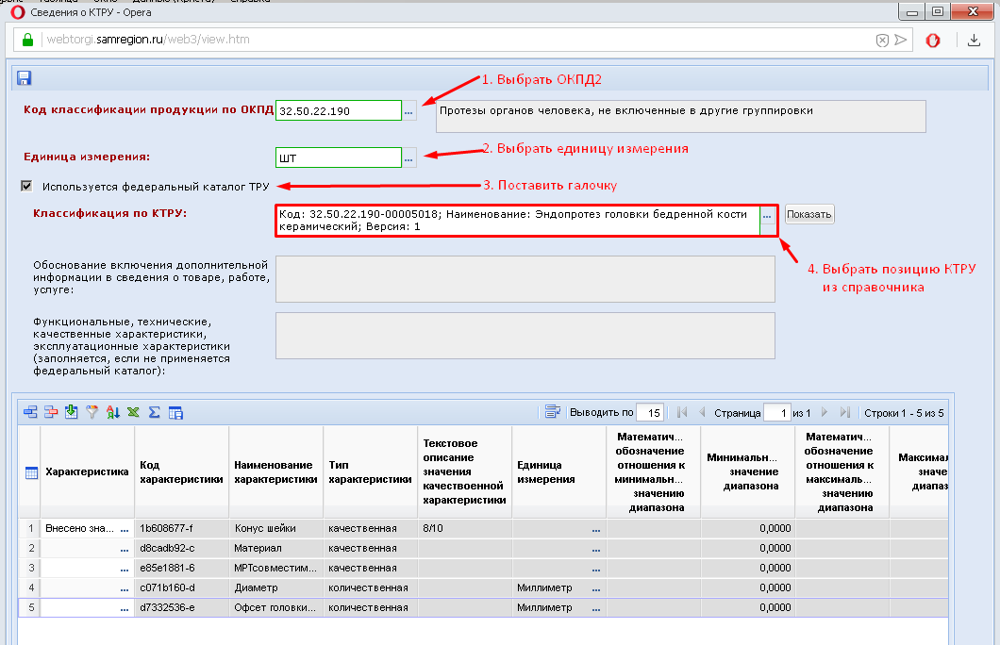 Сведения о КТРУ - Opera
webtorgi.samregion.ru/web3/view.htm
1. Выбрать ОКПД2
Код классификации продукции по ОКПД
32.50.22.190
...
Протезы органов человека, не включенные в другие группировки
2. Выбрать единицу измерения
Единица измерения:
ШТ
...
Используется федеральный каталог ТРУ
3. Поставить галочку
Классификация по КТРУ:
Код: 32.50.22.190-00005018; Наименование: Эндопротез головки бедренной кости
керамический; Версия: 1
...
Показать
4. Выбрать позицию КТРУ
из справочника
Обоснование включения дополнительной
информации в сведения о товаре, работе,
услуге:
Функциональные, технические,
качественные характеристики,
эксплуатационные характеристики
(заполняется, если не применяется
федеральный каталог):
Выводить по 15 Страница 1 из 1 Строки 1 - 5 из 5
Характеристика
Код
характеристики
Наименование
характеристики
Тип
характеристики
Текстовое
описание
значения
качествоенной
характеристики
Единица
измерения
Математич...
обозначение
отношения к
минимальн...
значению
диапазона
Минимальн...
значение
диапазона
Математич...
обозначение
отношения к
максималь...
значению
диапазона
Максимал
значе
диапаз
1 Внесено зна... ... 1b608677-f Конус шейки качественная 8/10 ... 0,0000
2 ... d8cadb92-c Материал качественная ... 0,0000
3 ... e85e1881-6 МРТсовместим... качественная ... 0,0000
4 ... c071b160-d Диаметр количественная Миллиметр ... 0,0000
5 ... d7332536-e Офсет головки... количественная Миллиметр ... 0,0000